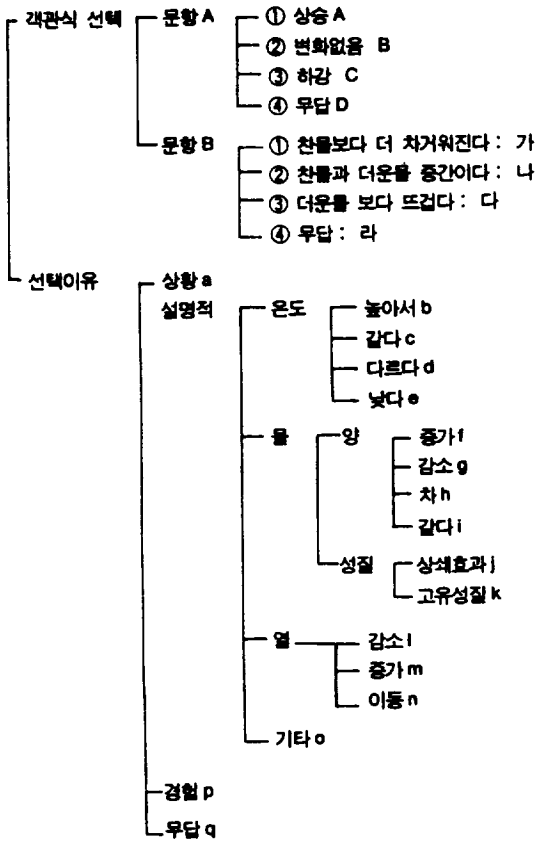 객관식 선택 문항 A ① 상승 A
② 변화없음 B
③ 하강 C
④ 무답 D
문항 B ① 찬물보다 더 차거워진다 : 가
② 찬물과 더운물 중간이다 : 나
③ 더운물 보다 뜨겁다 : 다
④ 무답 : 라
선택이유 상황 a
설명적 온도 높아서 b
같다 c
다르다 d
낮다 e
물 양 증가 f
감소 g
차 h
같다 i
성질 상쇄효과 j
고유성질 k
열 감소 l
증가 m
이동 n
기타 o
경험 p
무답 q